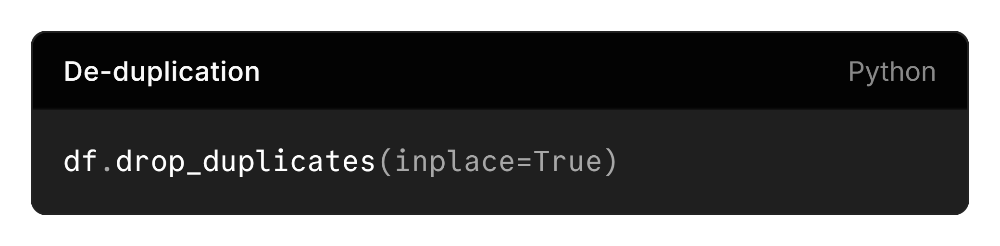 De-duplication
Python
df.drop_duplicates(inplace=True)